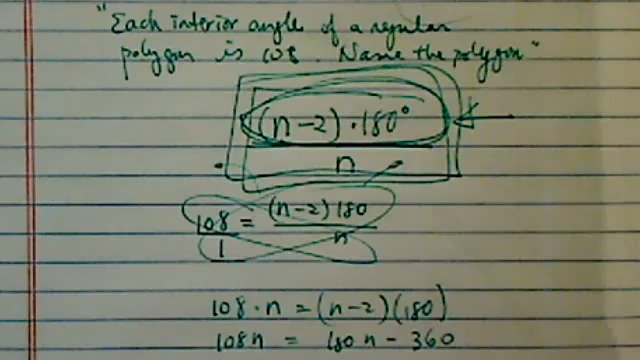 "Each interior angle of a regular
polygon is 108. Name the polygon"
(n-2)·180°
n
108 = (n-2)180
1 n
108·n = (n-2)(180)
108n = 180n - 360